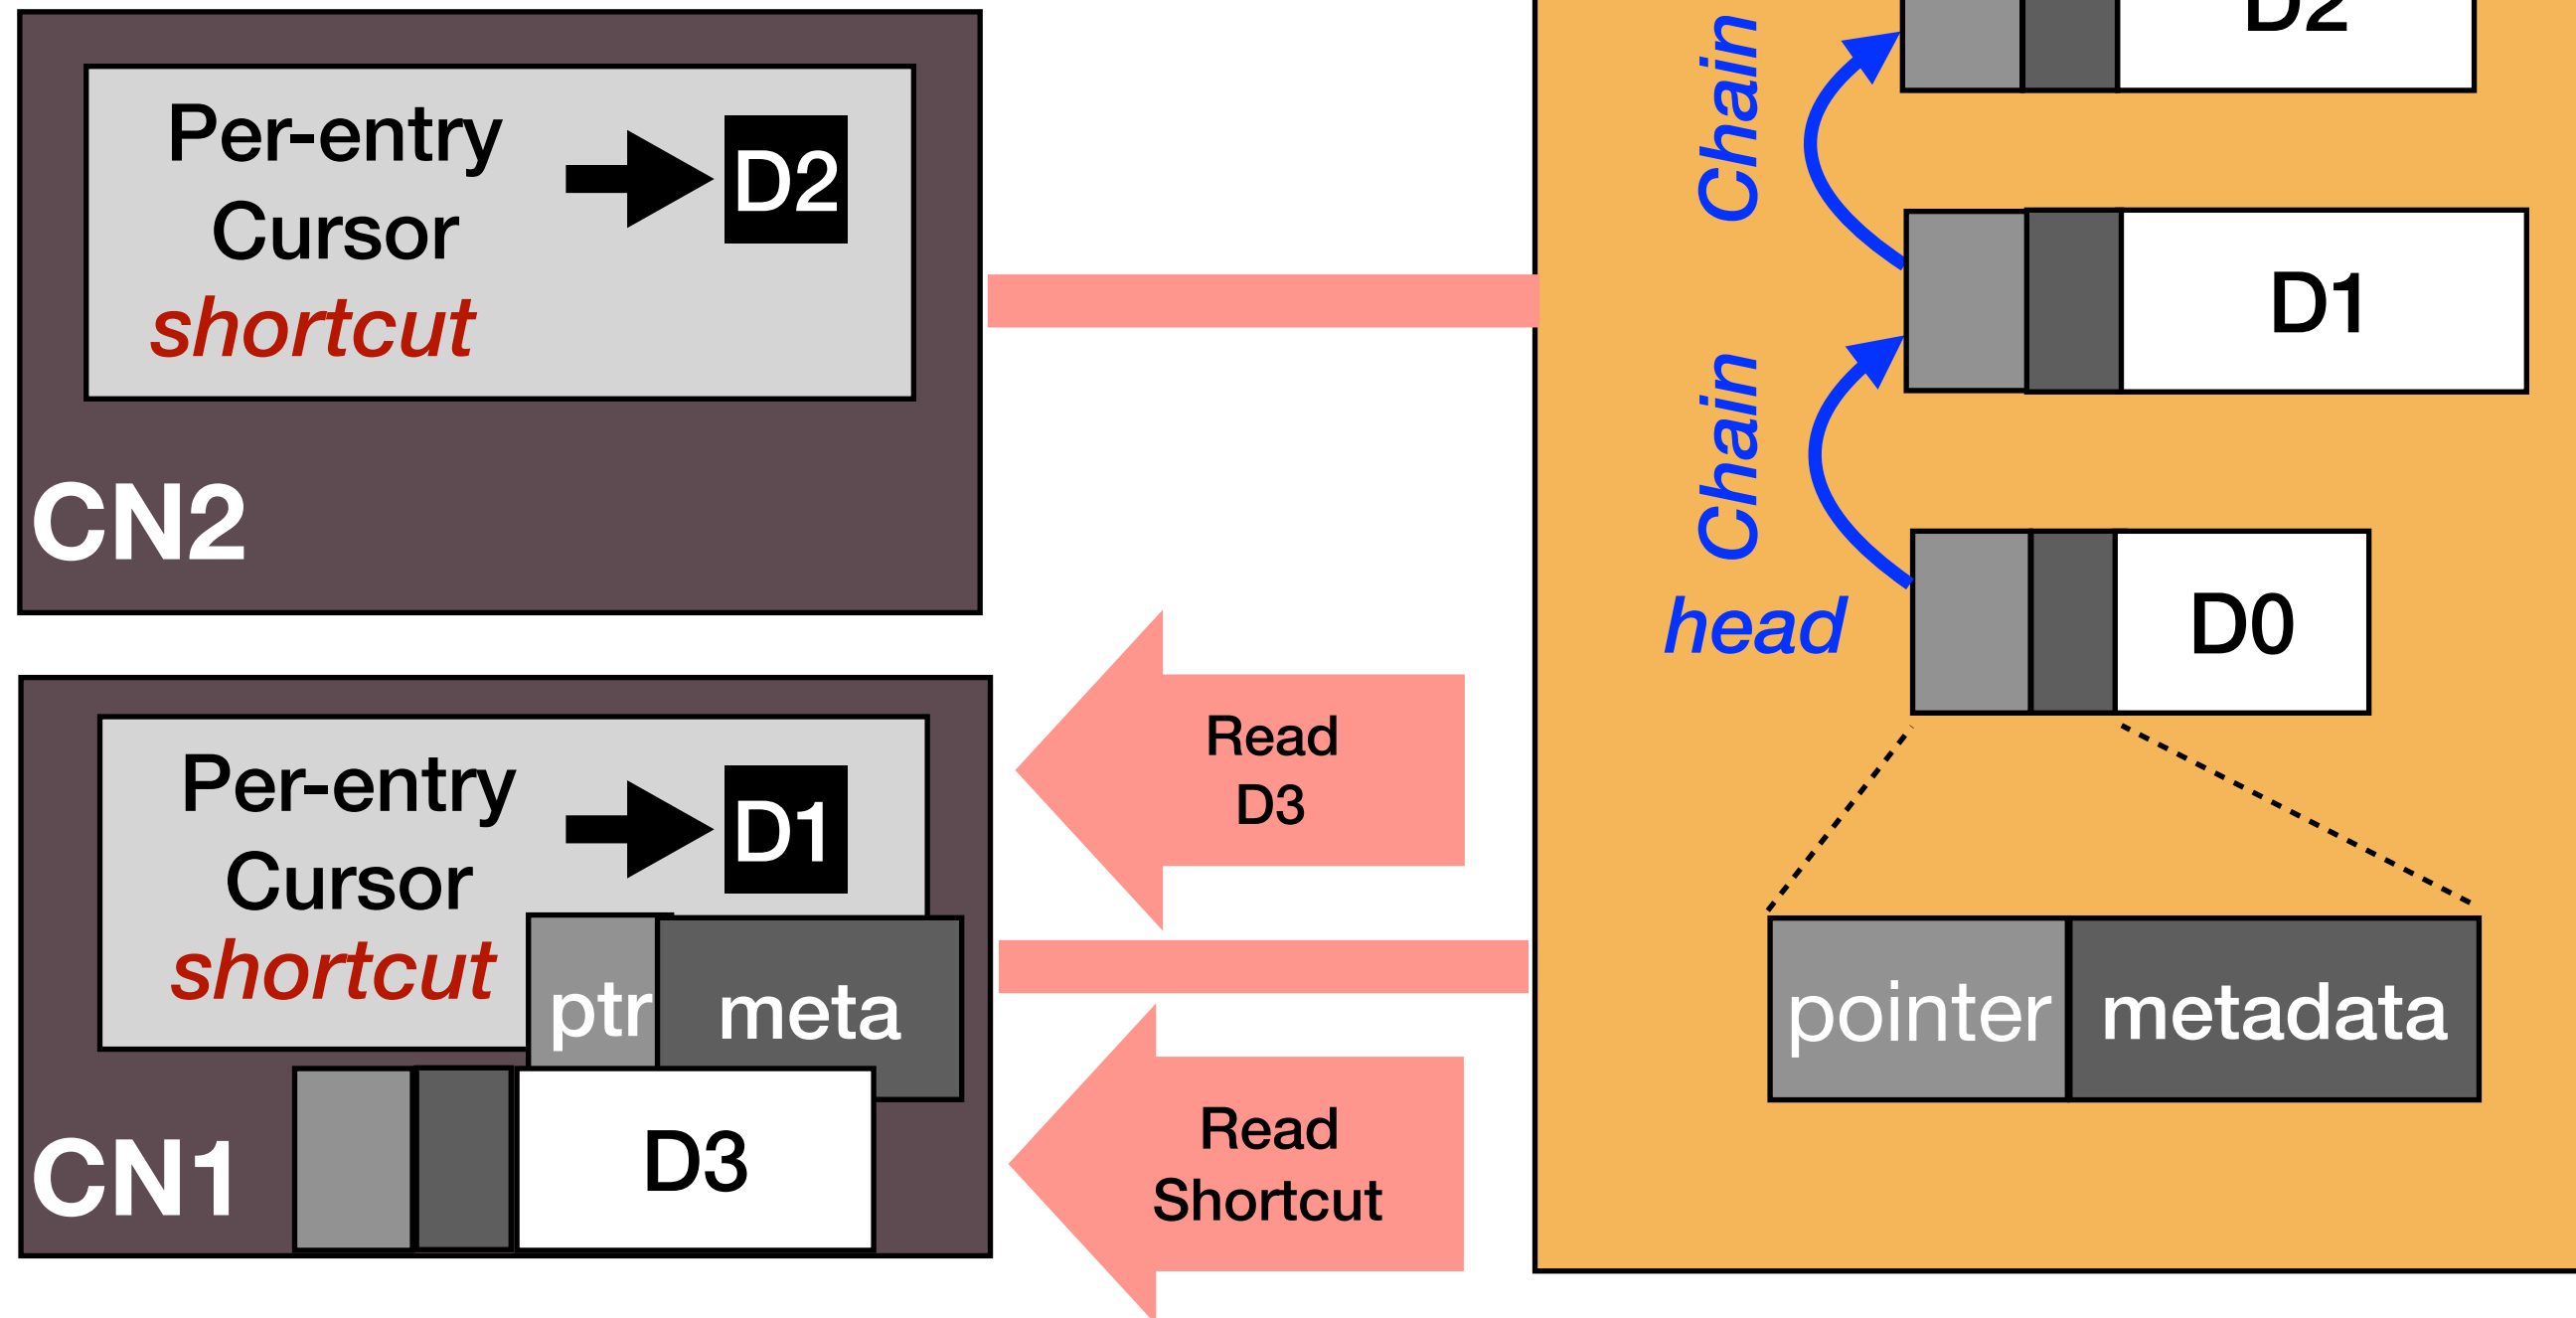 Per-entry
Cursor
shortcut
D2
CN2
Per-entry
Cursor
shortcut
D1
ptr
meta
D3
CN1
Read
D3
Read
Shortcut
D2
Chain
D1
Chain
head
D0
pointer
metadata